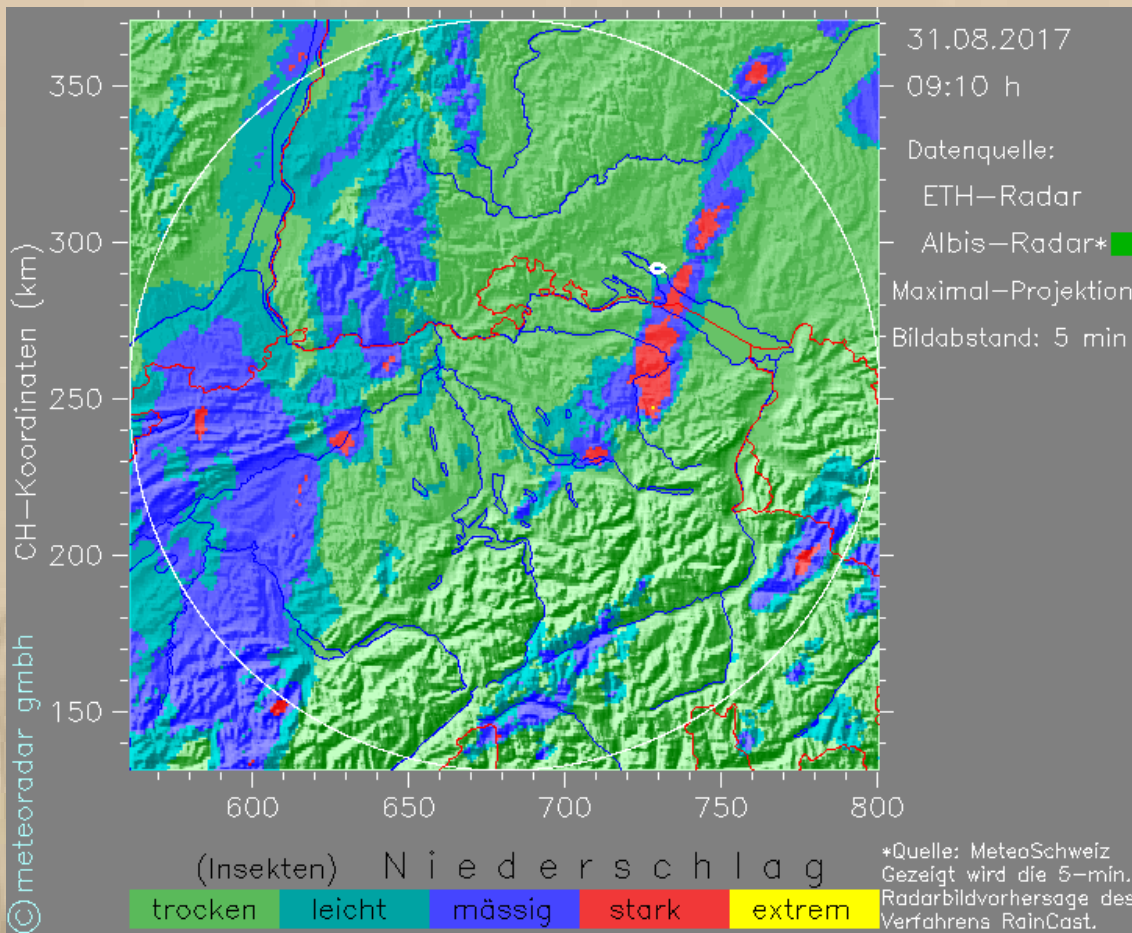 31.08.2017
09:10 h
Datenquelle:
ETH-Radar
Albis-Radar*
Maximal-Projektion
Bildabstand: 5 min
CH-Koordinaten (km)
350
300
250
200
150
600 650 700 750 800
© meteoradar gmbh
(Insekten) Niederschlag
trocken leicht mässig stark extrem
*Quelle: MeteoSchweiz
Gezeigt wird die 5-min.
Radarbildvorhersage des
Verfahrens RainCast.